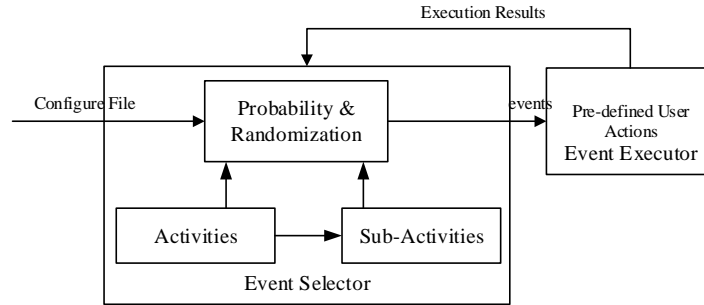 Execution Results
Configure File
Probability &
Randomization
events
Pre-defined User
Actions
Event Executor
Activities
Sub-Activities
Event Selector